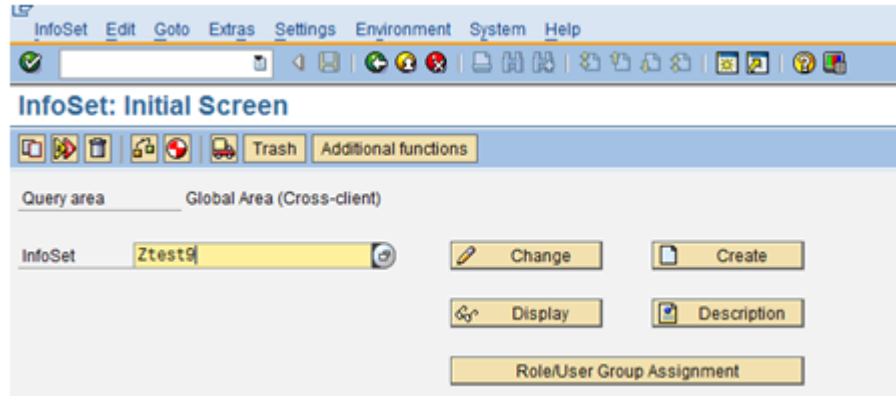 InfoSet Edit Goto Extras Settings Environment System Help
InfoSet: Initial Screen
Trash Additional functions
Query area Global Area (Cross-client)
InfoSet Ztest9 Change Create
Display Description
Role/User Group Assignment